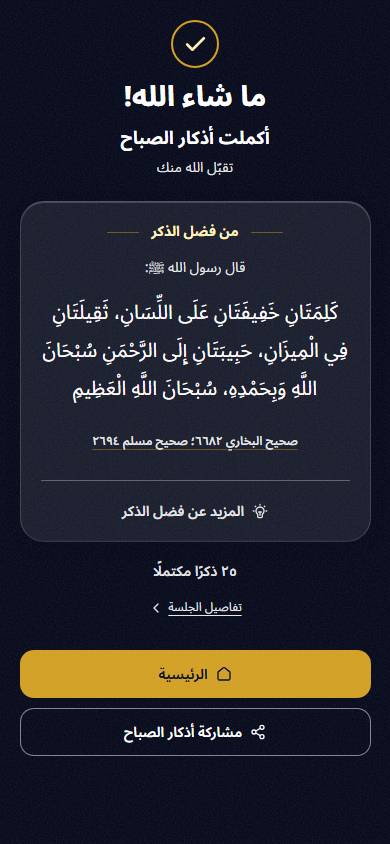 ما شاء الله!
أكملت أذكار الصباح
تقبّل الله منك
من فضل الذكر
قال رسول الله ﷺ:
كَلِمَتَانِ خَفِيفَتَانِ عَلَى اللِّسَانِ، ثَقِيلَتَانِ
فِي الْمِيزَانِ، حَبِيبَتَانِ إِلَى الرَّحْمَنِ سُبْحَانَ
اللَّهِ وَبِحَمْدِهِ، سُبْحَانَ اللَّهِ الْعَظِيمِ
صحيح البخاري ٦٦٨٢؛ صحيح مسلم ٢٦٩٤
المزيد عن فضل الذكر
٢٥ ذكرًا مكتملًا
تفاصيل الجلسة
الرئيسية
مشاركة أذكار الصباح